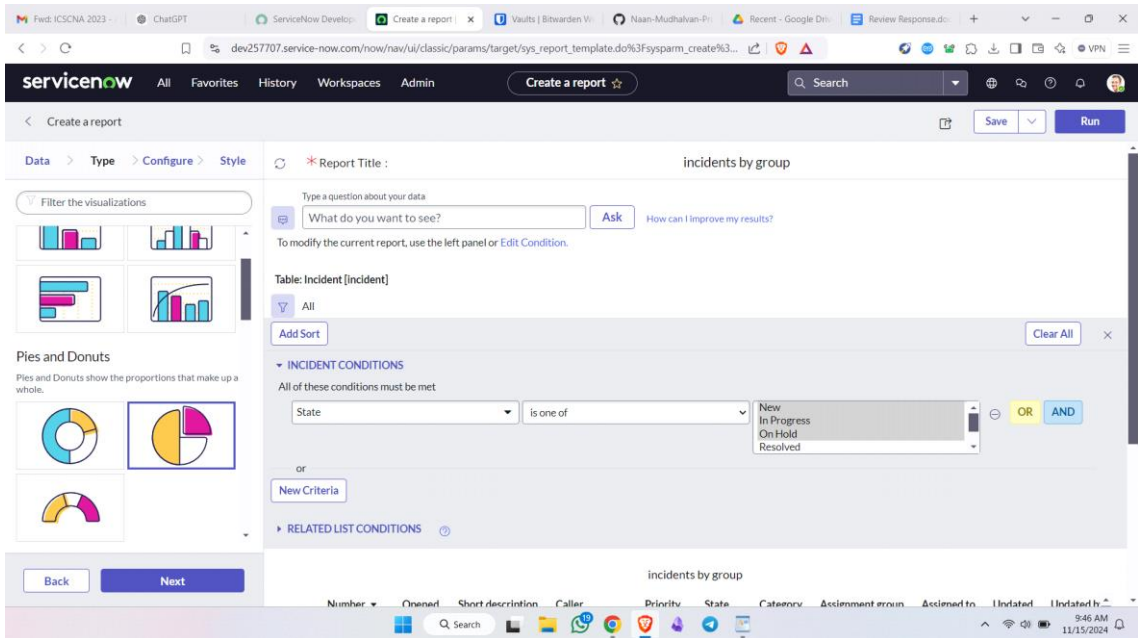 Fwd: ICSCNA 2023 -
ChatGPT
ServiceNow Develop
Create a report |
Vaults | Bitwarden W
Naan-Mudhalvan-Pr
Recent - Google Driv
Review Response.do
dev257707.service-now.com/now/nav/ui/classic/params/target/sys_report_template.do%3Fsysparm_create%3...
VPN
servicenow
All Favorites History Workspaces Admin
Create a report
Search
Create a report
Save
Run
Data > Type > Configure > Style
* Report Title :
incidents by group
Filter the visualizations
Type a question about your data
What do you want to see?
Ask
How can I improve my results?
To modify the current report, use the left panel or Edit Condition.
Table: Incident [incident]
All
Add Sort
Clear All
Pies and Donuts
Pies and Donuts show the proportions that make up a
whole.
INCIDENT CONDITIONS
All of these conditions must be met
State
is one of
New
In Progress
On Hold
Resolved
OR
AND
or
New Criteria
RELATED LIST CONDITIONS
Back
Next
incidents by group
Number Opened Short description Caller Priority State Category Assignment group Assigned to Updated Updated b
Search
19
9:46 AM
11/15/2024